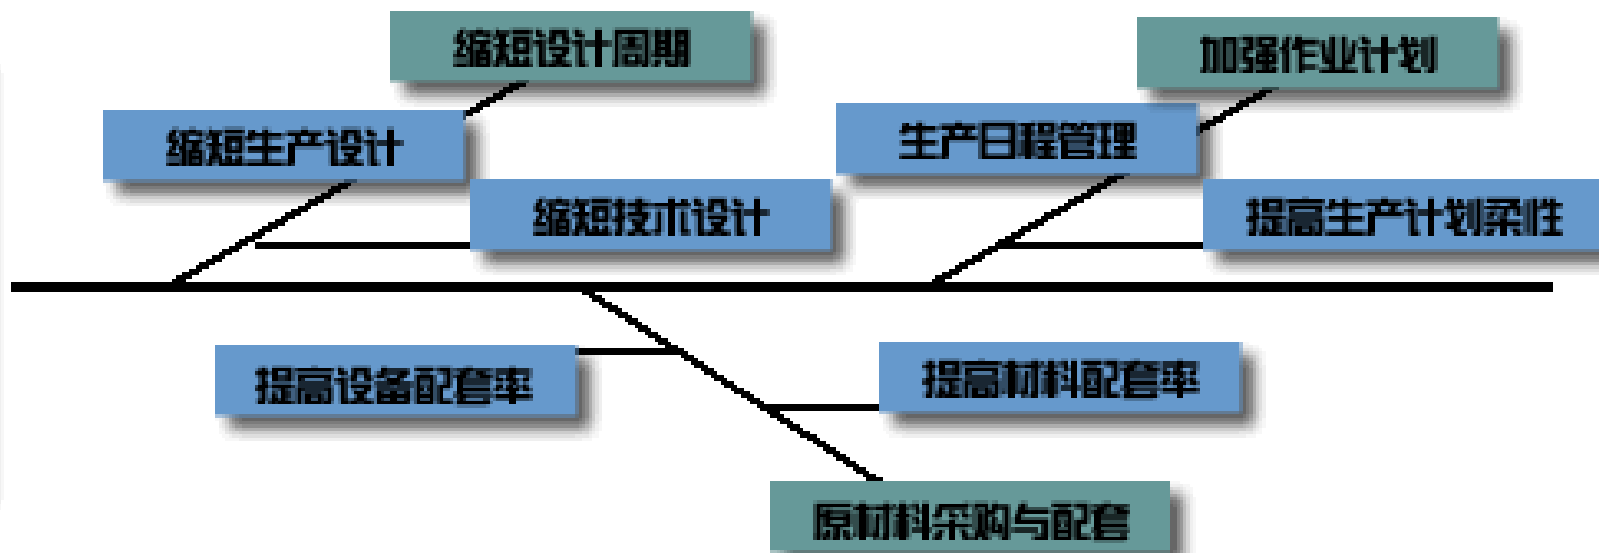 缩短设计周期
加强作业计划
缩短生产设计
生产日程管理
缩短技术设计
提高生产计划柔性
提高设备配套率
提高材料配套率
原材料采购与配套